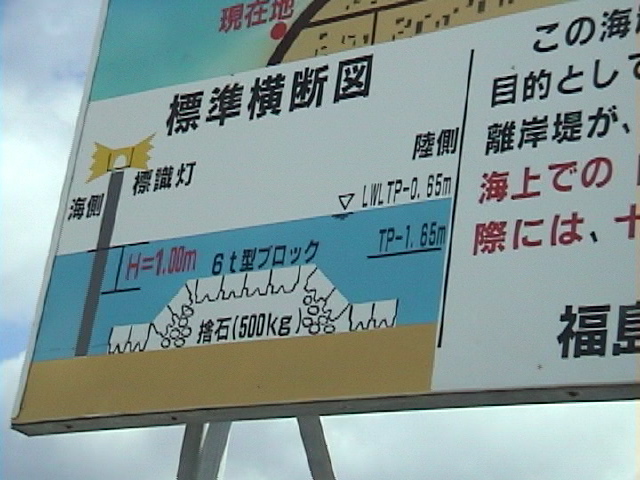 現在地
標準横断図
陸側
標識灯
海側
LWLTP-0.65m
TP-1.65m
H=1.00m
6t型ブロック
捨石(500kg)
この海
目的として
離岸堤が、
海上での
際には、十
福島